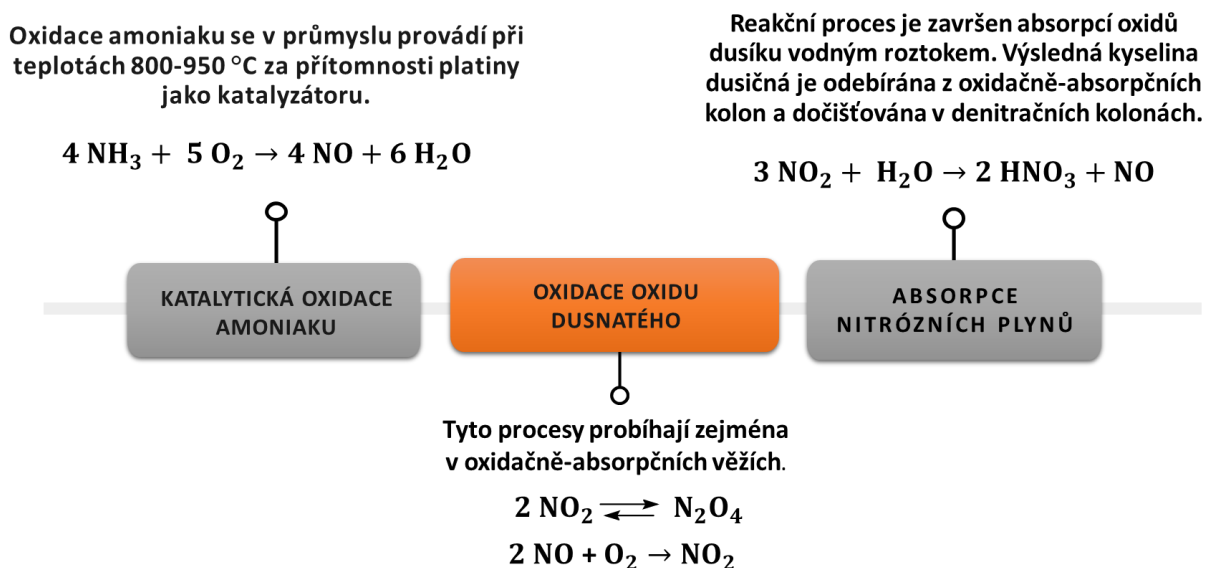 Oxidace amoniaku se v průmyslu provádí při
teplotách 800-950 °C za přítomnosti platiny
jako katalyzátoru.
4 NH₃ + 5 O₂ → 4 NO + 6 H₂O
Reakční proces je završen absorpcí oxidů
dusíku vodným roztokem. Výsledná kyselina
dusičná je odebírána z oxidačně-absorpčních
kolon a dočišťována v denitračních kolonách.
3 NO₂ + H₂O → 2 HNO₃ + NO
KATALYTICKÁ OXIDACE
AMONIAKU
OXIDACE OXIDU
DUSNATÉHO
ABSORPCE
NITRÓZNÍCH PLYNŮ
Tyto procesy probíhají zejména
v oxidačně-absorpčních věžích.
2 NO₂ ⇌ N₂O₄
2 NO + O₂ → NO₂